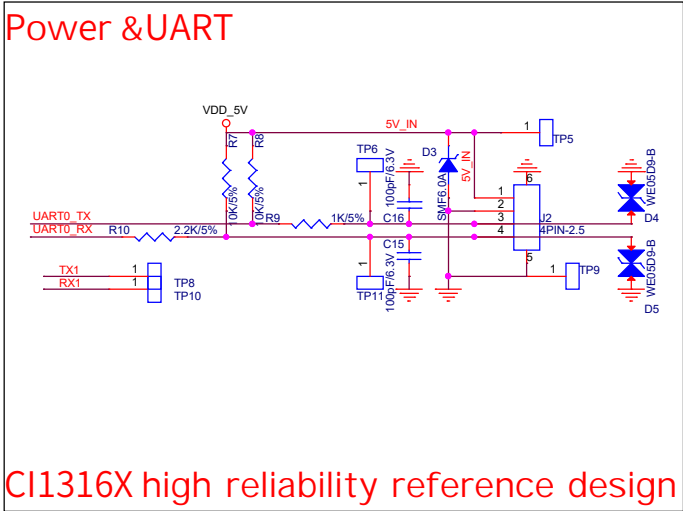 Power &UART
VDD_5V
5V_IN
1
TP5
R7
10K/5%
R8
10K/5%
TP6
1
100pF/6.3V
C16
D3
SMF6.0A
5V_IN
6
1
2
3
4
J2
4PIN-2.5
5
WE05D9-B
D4
UART0_TX
R9
1K/5%
UART0_RX
R10
2.2K/5%
C15
100pF/6.3V
1
TP11
1
TP9
WE05D9-B
D5
TX1
1
TP8
RX1
1
TP10
CI1316X high reliability reference design